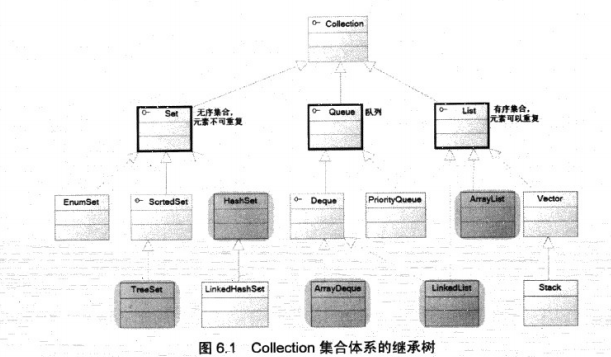 Collection
Set
无序集合，
元素不可重复
Queue
队列
List
有序集合，
元素可以重复
EnumSet
SortedSet
HashSet
Deque
PriorityQueue
ArrayList
Vector
TreeSet
LinkedHashSet
ArrayDeque
LinkedList
Stack
图 6.1 Collection 集合体系的继承树